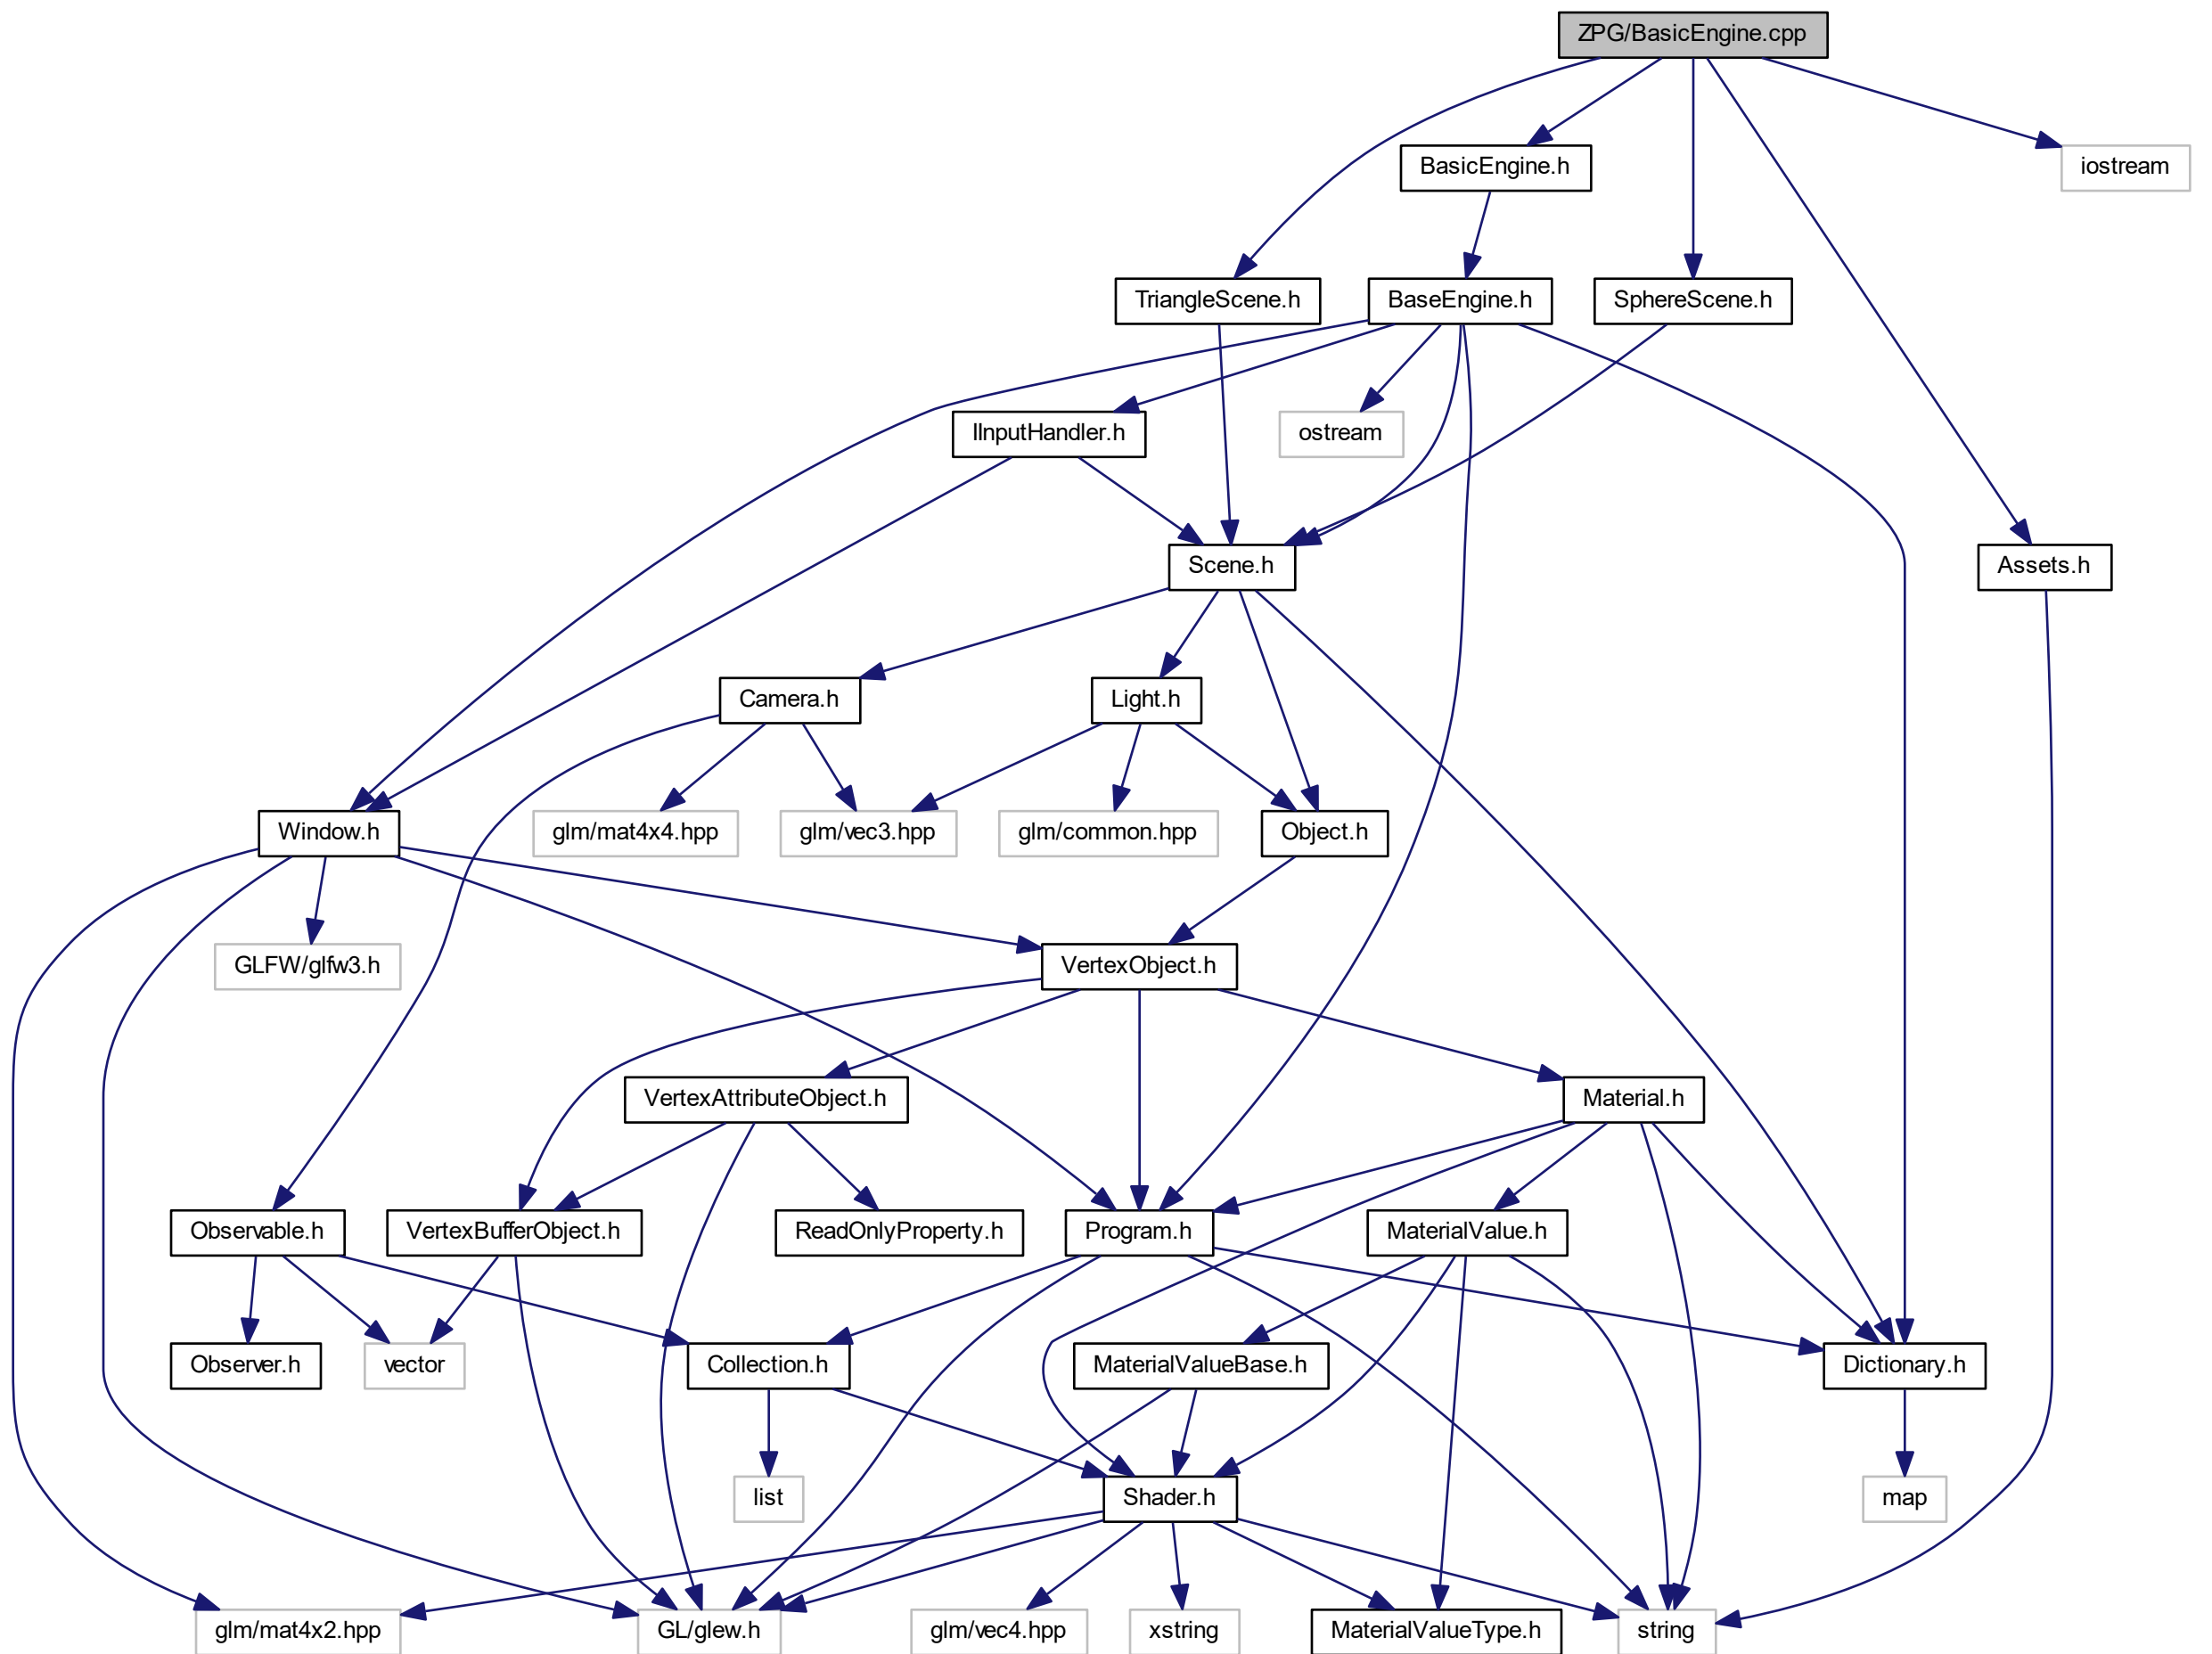 ZPG/BasicEngine.cpp
BasicEngine.h
iostream
TriangleScene.h
BaseEngine.h
SphereScene.h
IInputHandler.h
ostream
Scene.h
Assets.h
Camera.h
Light.h
Window.h
glm/mat4x4.hpp
glm/vec3.hpp
glm/common.hpp
Object.h
GLFW/glfw3.h
VertexObject.h
VertexAttributeObject.h
Material.h
Observable.h
VertexBufferObject.h
ReadOnlyProperty.h
Program.h
MaterialValue.h
Observer.h
vector
Collection.h
MaterialValueBase.h
Dictionary.h
list
Shader.h
map
glm/mat4x2.hpp
GL/glew.h
glm/vec4.hpp
xstring
MaterialValueType.h
string